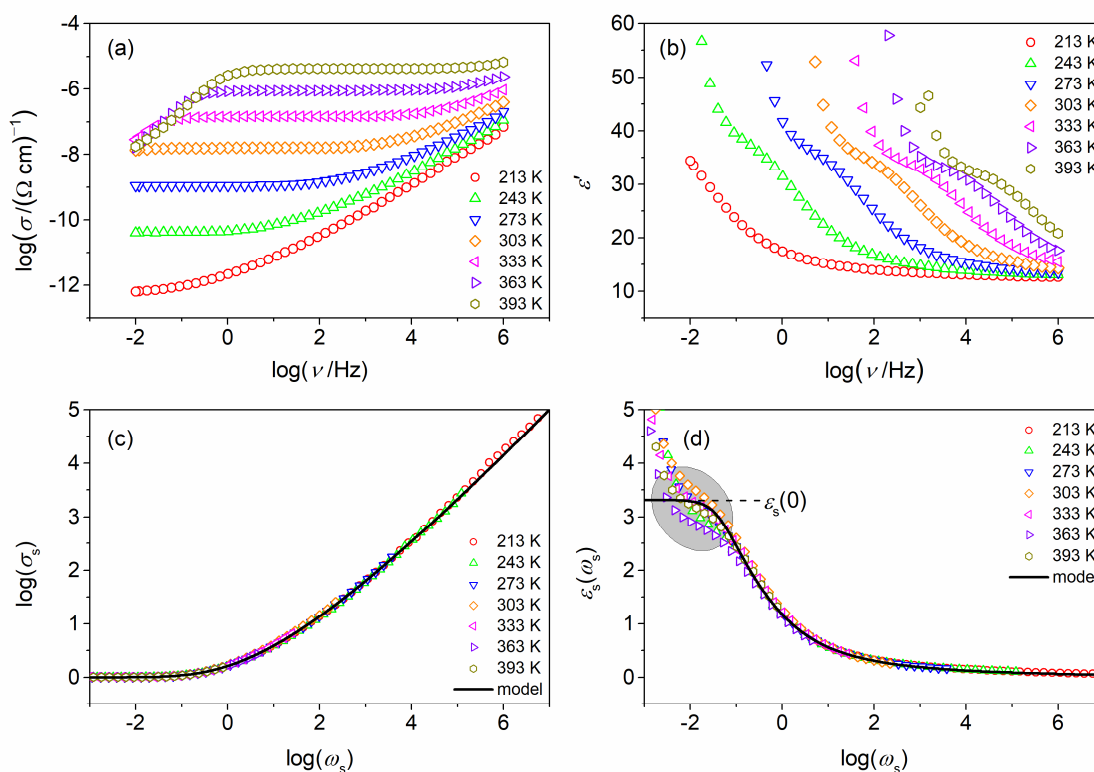 (a)
log(σ /(Ω cm)⁻¹)
-4
-6
-8
-10
-12
-2 0 2 4 6
log(ν /Hz)
213 K
243 K
273 K
303 K
333 K
363 K
393 K
(b)
ε'
60
50
40
30
20
10
-2 0 2 4 6
log(ν /Hz)
213 K
243 K
273 K
303 K
333 K
363 K
393 K
(c)
log(σs)
5
4
3
2
1
0
-2 0 2 4 6
log(ωs)
213 K
243 K
273 K
303 K
333 K
363 K
393 K
model
(d)
εs(ωs)
5
4
3
2
1
0
εs(0)
-2 0 2 4 6
log(ωs)
213 K
243 K
273 K
303 K
333 K
363 K
393 K
model